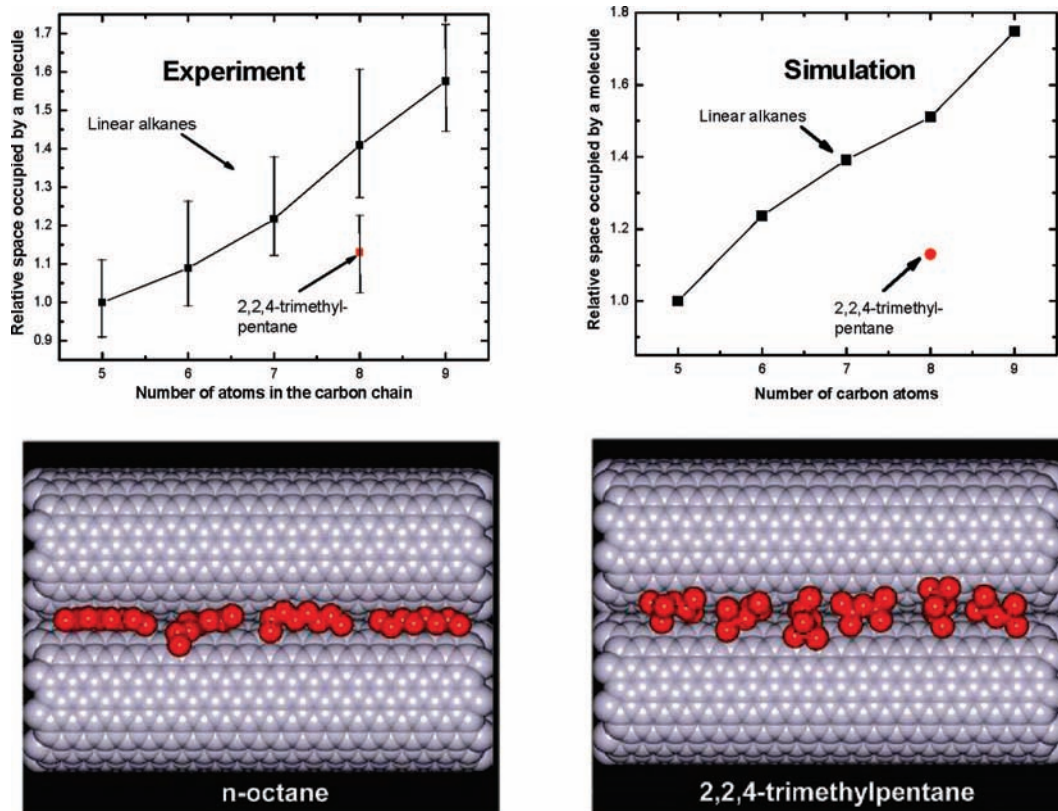 Relative space occupied by a molecule
1.7
1.6
1.5
1.4
1.3
1.2
1.1
1.0
0.9
Experiment
Linear alkanes
2,2,4-trimethyl-
pentane
5 6 7 8 9
Number of atoms in the carbon chain
Relative space occupied by a molecule
1.8
1.6
1.4
1.2
1.0
Simulation
Linear alkanes
2,2,4-trimethyl-
pentane
5 6 7 8 9
Number of carbon atoms
n-octane
2,2,4-trimethylpentane